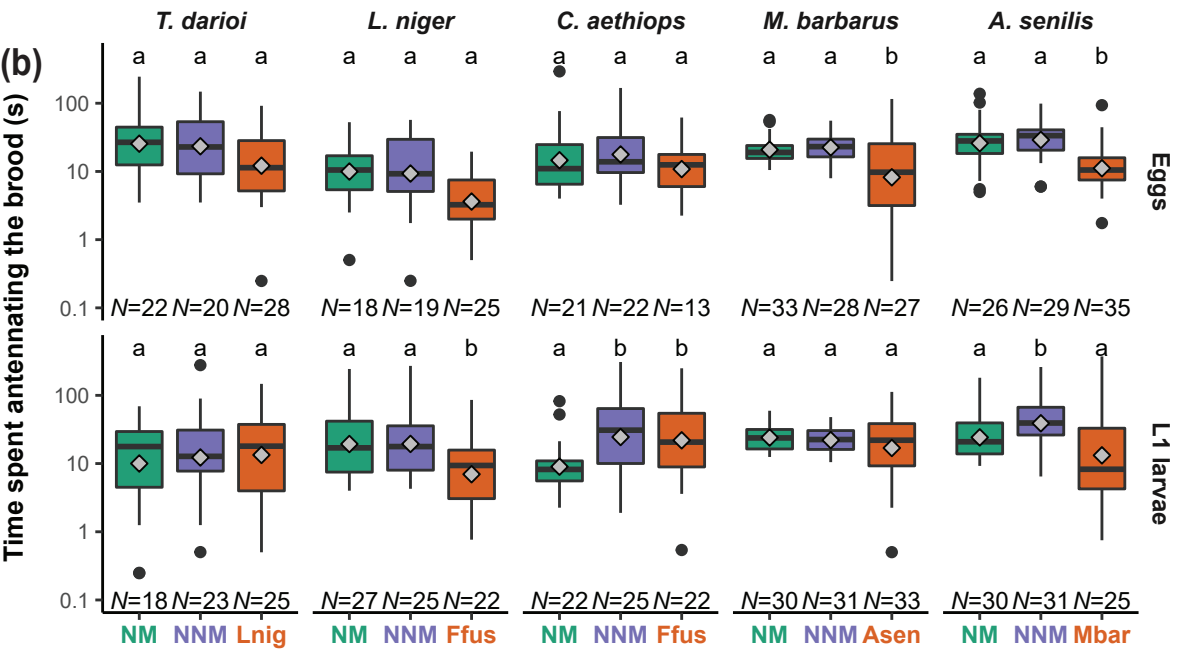 T. darioi L. niger C. aethiops M. barbarus A. senilis
(b)
a a a a a a a a a a a b a a b
Time spent antennating the brood (s)
100
10
1
0.1
Eggs
N=22 N=20 N=28 N=18 N=19 N=25 N=21 N=22 N=13 N=33 N=28 N=27 N=26 N=29 N=35
a a a a a b a b b a a a a b a
100
10
1
0.1
L1 larvae
N=18 N=23 N=25 N=27 N=25 N=22 N=22 N=25 N=22 N=30 N=31 N=33 N=30 N=31 N=25
NM NNM Lnig NM NNM Ffus NM NNM Ffus NM NNM Asen NM NNM Mbar